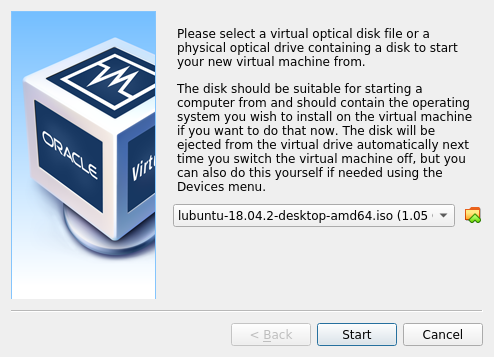 Please select a virtual optical disk file or a
physical optical drive containing a disk to start
your new virtual machine from.
The disk should be suitable for starting a
computer from and should contain the operating
system you wish to install on the virtual machine
if you want to do that now. The disk will be
ejected from the virtual drive automatically next
time you switch the virtual machine off, but you
can also do this yourself if needed using the
Devices menu.
ORACLE
Virt
lubuntu-18.04.2-desktop-amd64.iso (1.05
< Back
Start
Cancel